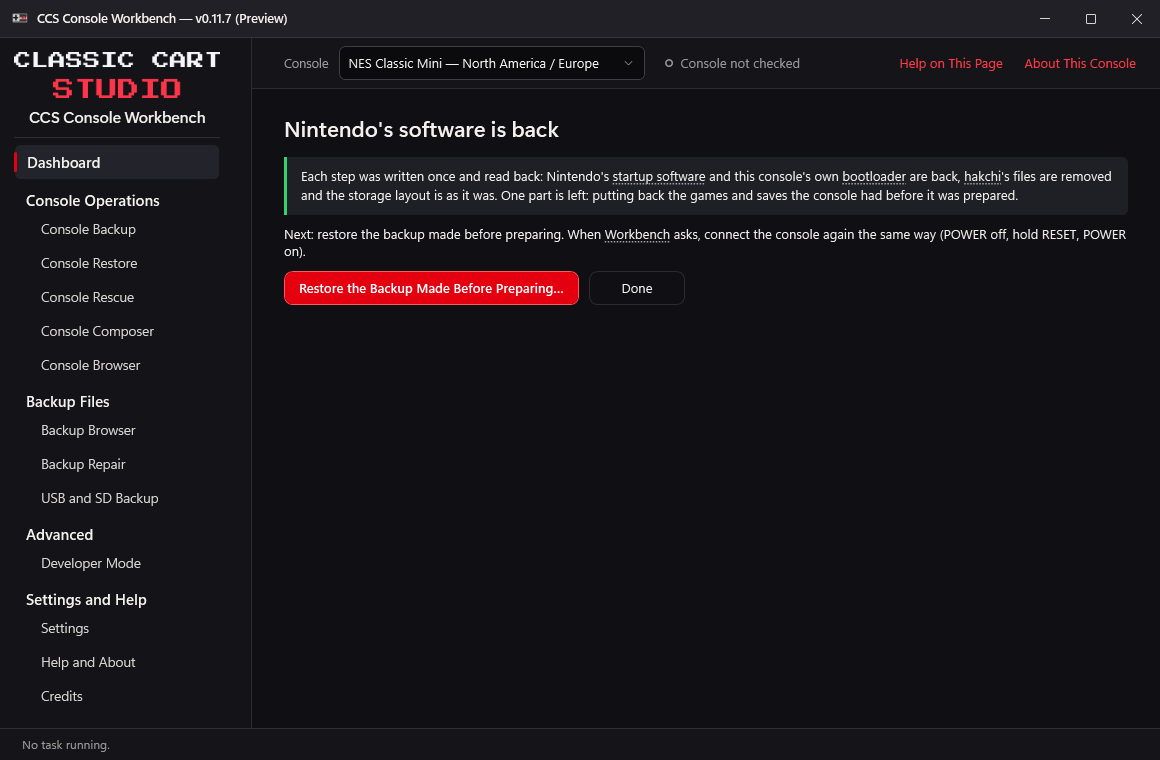 CCS Console Workbench — v0.11.7 (Preview)
CLASSIC CART
STUDIO
CCS Console Workbench
Console
NES Classic Mini — North America / Europe
Console not checked
Help on This Page
About This Console
Dashboard
Console Operations
Console Backup
Console Restore
Console Rescue
Console Composer
Console Browser
Backup Files
Backup Browser
Backup Repair
USB and SD Backup
Advanced
Developer Mode
Settings and Help
Settings
Help and About
Credits
Nintendo's software is back
Each step was written once and read back: Nintendo's startup software and this console's own bootloader are back, hakchi's files are removed
and the storage layout is as it was. One part is left: putting back the games and saves the console had before it was prepared.
Next: restore the backup made before preparing. When Workbench asks, connect the console again the same way (POWER off, hold RESET, POWER
on).
Restore the Backup Made Before Preparing...
Done
No task running.